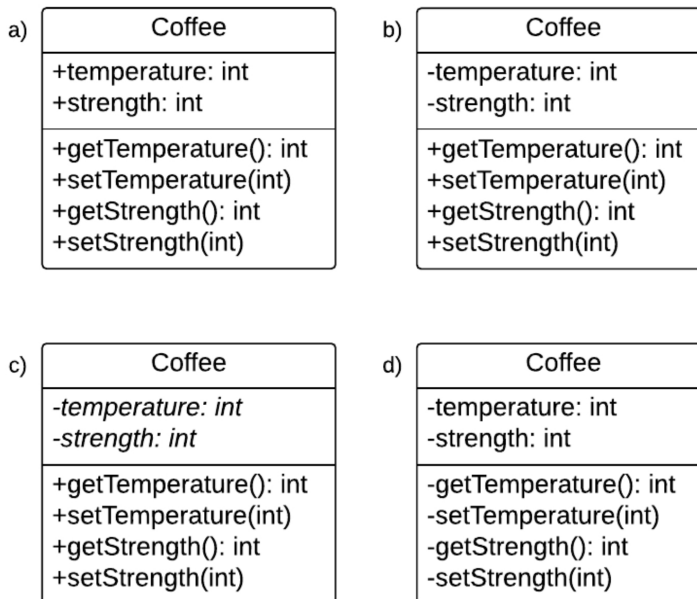 a)
Coffee
+temperature: int
+strength: int
+getTemperature(): int
+setTemperature(int)
+getStrength(): int
+setStrength(int)
b)
Coffee
-temperature: int
-strength: int
+getTemperature(): int
+setTemperature(int)
+getStrength(): int
+setStrength(int)
c)
Coffee
-temperature: int
-strength: int
+getTemperature(): int
+setTemperature(int)
+getStrength(): int
+setStrength(int)
d)
Coffee
-temperature: int
-strength: int
-getTemperature(): int
-setTemperature(int)
-getStrength(): int
-setStrength(int)